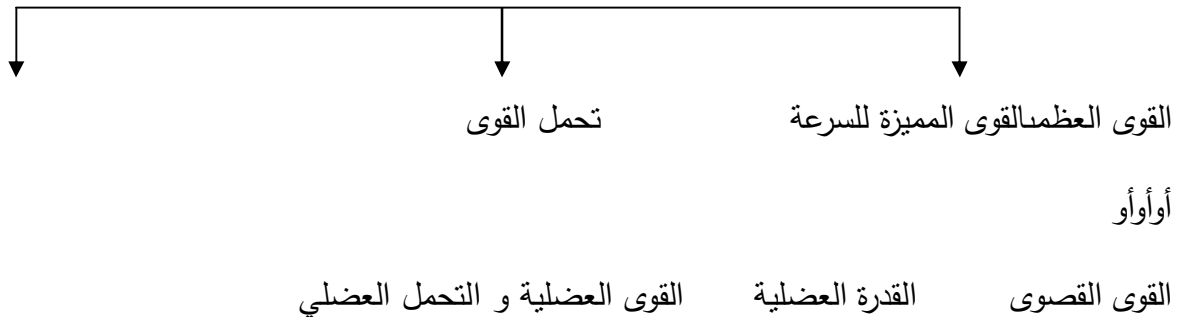 القوى العظمىالقوى المميزة للسرعة تحمل القوى
أوأوأو
القوى القصوى القدرة العضلية القوى العضلية و التحمل العضلي